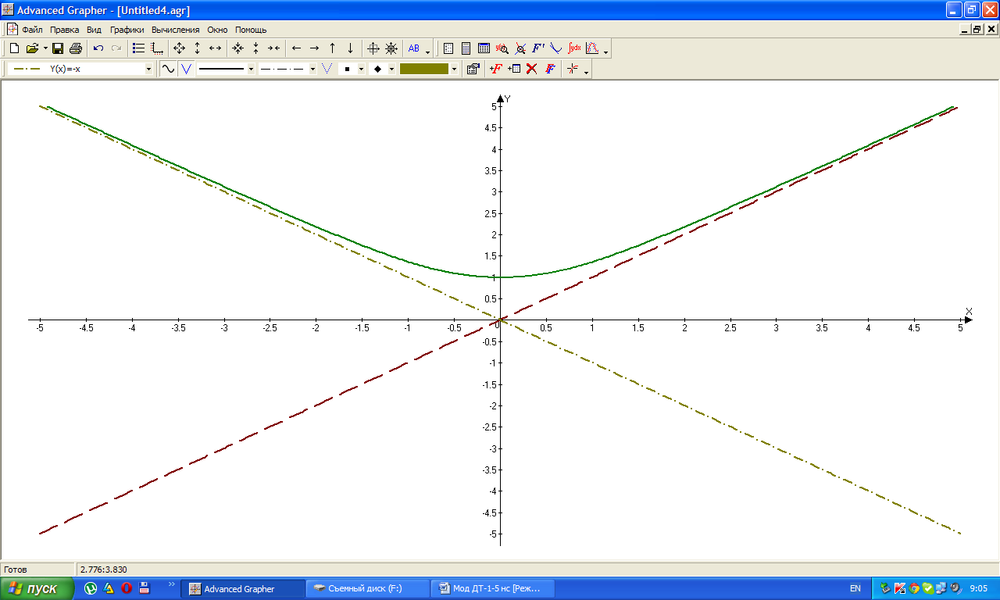 Advanced Grapher - [Untitled4.agr]
Файл Правка Вид Графики Вычисления Окно Помощь
AB y(x) F' ∫ydx
Y(x)=-x +F F
Y
5
4.5
4
3.5
3
2.5
2
1.5
1
0.5
X
-5 -4.5 -4 -3.5 -3 -2.5 -2 -1.5 -1 -0.5 0 0.5 1 1.5 2 2.5 3 3.5 4 4.5 5
-0.5
-1
-1.5
-2
-2.5
-3
-3.5
-4
-4.5
-5
Готов 2.776:3.830
пуск » Advanced Grapher Съемный диск (F:) Мод ДТ-1-5 нс [Реж... EN 9:05